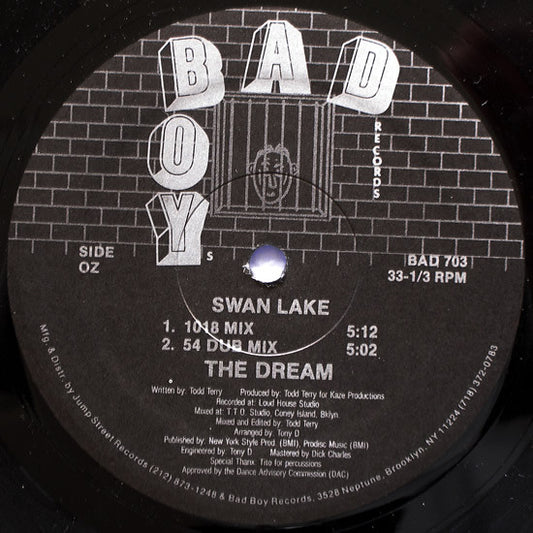 BAD
BOYs
RECORDS
SIDE
OZ
BAD 703
33-1/3 RPM
SWAN LAKE
1. 1018 MIX 5:12
2. 54 DUB MIX 5:02
THE DREAM
Written by: Todd Terry Produced by: Todd Terry for Kaze Productions
Recorded at: Loud House Studio
Mixed at: T.T.O. Studio, Coney Island, Bklyn.
Mixed and Edited by: Todd Terry
Arranged by: Tony D
Published by: New York Style Prod. (BMI), Prodisc Music (BMI)
Engineered by: Tony D Mastered by Dick Charles
Special Thanx: Tito for percussions
Approved by the Dance Advisory Commission (DAC)
Mfg. & Distr. by Jump Street Records (212) 873-1248 & Bad Boy Records, 3528 Neptune, Brooklyn, NY 11224 (718) 372-0783